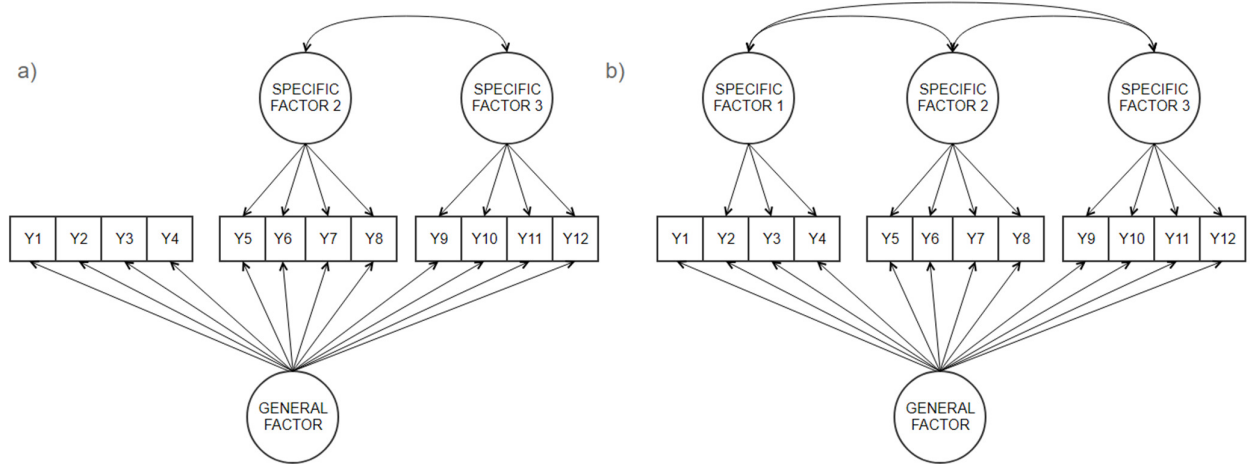 a)
SPECIFIC
FACTOR 2
SPECIFIC
FACTOR 3
Y1 Y2 Y3 Y4 Y5 Y6 Y7 Y8 Y9 Y10 Y11 Y12
GENERAL
FACTOR
b)
SPECIFIC
FACTOR 1
SPECIFIC
FACTOR 2
SPECIFIC
FACTOR 3
Y1 Y2 Y3 Y4 Y5 Y6 Y7 Y8 Y9 Y10 Y11 Y12
GENERAL
FACTOR